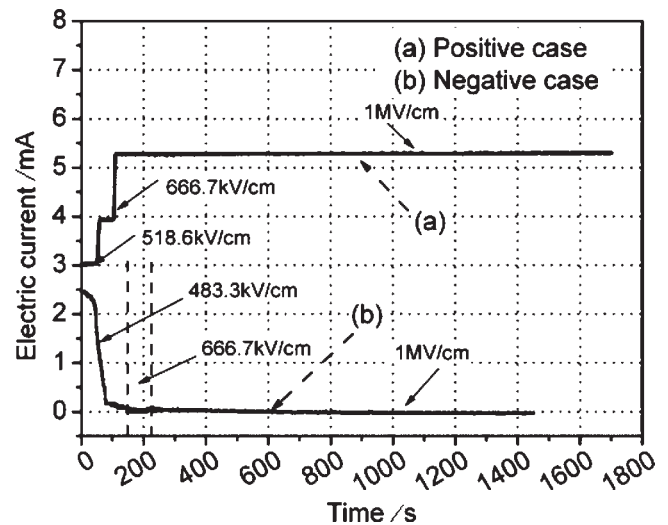 8
7
6
5
4
3
2
1
0
Electric current /mA
(a) Positive case
(b) Negative case
1MV/cm
666.7kV/cm
(a)
518.6kV/cm
483.3kV/cm
(b)
666.7kV/cm
1MV/cm
0
200
400
600
800
1000
1200
1400
1600
1800
Time /s